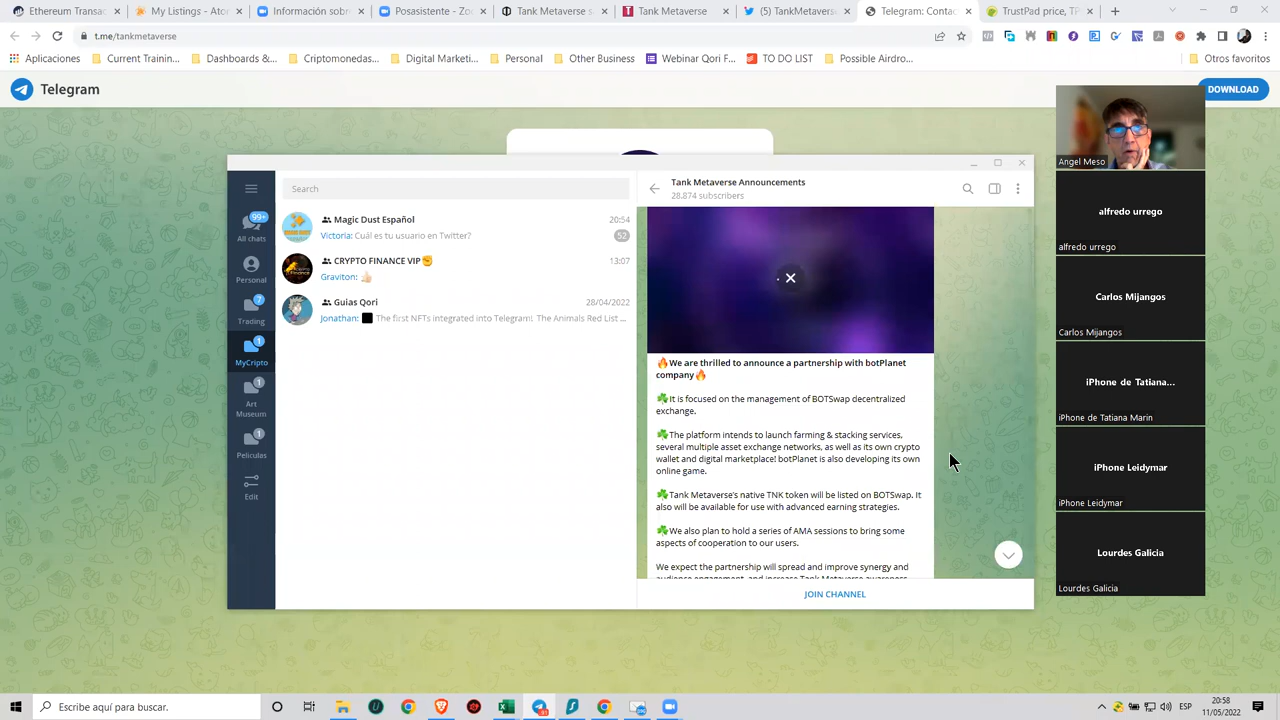 Ethereum Transac
My Listings - Ator
Información sobre
Posasistente - Zo
Tank Metaverse s
Tank Metaverse
(5) TankMetavers
Telegram: Contac
TrustPad price, TP
t.me/tankmetaverse
Aplicaciones
Current Trainin...
Dashboards &...
Criptomonedas...
Digital Marketi...
Personal
Other Business
Webinar Qori F...
TO DO LIST
Possible Airdro...
Otros favoritos
Telegram
DOWNLOAD
Search
Tank Metaverse Announcements
28.874 subscribers
99+
All chats
Personal
7
Trading
1
MyCripto
1
Art
Museum
1
Peliculas
Edit
Magic Dust Español 20:54
Victoria: Cuál es tu usuario en Twitter? 52
CRYPTO FINANCE VIP✊ 13:07
Graviton: 👍🏻
Guias Qori 28/04/2022
Jonathan: ⬛ The first NFTs integrated into Telegram! The Animals Red List ...
🔥We are thrilled to announce a partnership with botPlanet
company🔥
☘️It is focused on the management of BOTSwap decentralized
exchange.
☘️The platform intends to launch farming & stacking services,
several multiple asset exchange networks, as well as its own crypto
wallet and digital marketplace! botPlanet is also developing its own
online game.
☘️Tank Metaverse's native TNK token will be listed on BOTSwap. It
also will be available for use with advanced earning strategies.
☘️We also plan to hold a series of AMA sessions to bring some
aspects of cooperation to our users.
We expect the partnership will spread and improve synergy and
audience engagement, and increase Tank Metaverse awareness
JOIN CHANNEL
Angel Meso
alfredo urrego
alfredo urrego
Carlos Mijangos
Carlos Mijangos
iPhone de Tatiana...
iPhone de Tatiana Marin
iPhone Leidymar
iPhone Leidymar
Lourdes Galicia
Lourdes Galicia
Escribe aquí para buscar.
ESP
20:58
11/05/2022